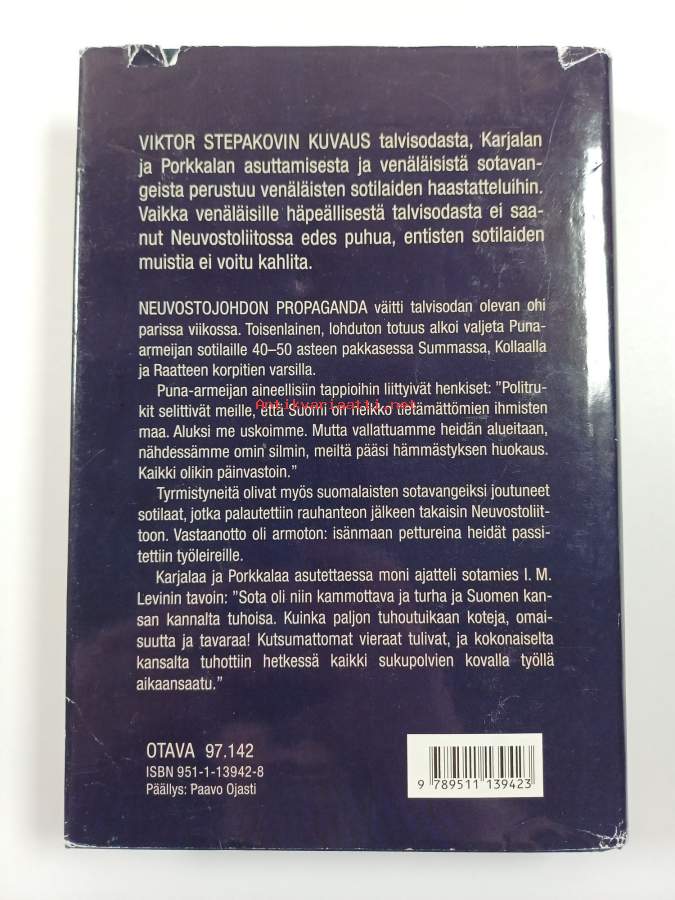 VIKTOR STEPAKOVIN KUVAUS talvisodasta, Karjalan
ja Porkkalan asuttamisesta ja venäläisistä sotavan-
geista perustuu venäläisten sotilaiden haastatteluihin.
Vaikka venäläisille häpeällisestä talvisodasta ei saa-
nut Neuvostoliitossa edes puhua, entisten sotilaiden
muistia ei voitu kahlita.
NEUVOSTOJOHDON PROPAGANDA väitti talvisodan olevan ohi
parissa viikossa. Toisenlainen, lohduton totuus alkoi valjeta Puna-
armeijan sotilaille 40–50 asteen pakkasessa Summassa, Kollaalla
ja Raatteen korpitien varsilla.
Puna-armeijan aineellisiin tappioihin liittyivät henkiset: ”Politru-
kit selittivät meille, että Suomi on heikko tietämättömien ihmisten
Antikvariaatti.net
maa. Aluksi me uskoimme. Mutta vallattuamme heidän alueitaan,
nähdessämme omin silmin, meiltä pääsi hämmästyksen huokaus.
Kaikki olikin päinvastoin.”
Tyrmistyneitä olivat myös suomalaisten sotavangeiksi joutuneet
sotilaat, jotka palautettiin rauhanteon jälkeen takaisin Neuvostoliit-
toon. Vastaanotto oli armoton: isänmaan pettureina heidät passi-
tettiin työleireille.
Karjalaa ja Porkkalaa asutettaessa moni ajatteli sotamies I. M.
Levinin tavoin: ”Sota oli niin kammottava ja turha ja Suomen kan-
san kannalta tuhoisa. Kuinka paljon tuhoutuikaan koteja, omai-
suutta ja tavaraa! Kutsumattomat vieraat tulivat, ja kokonaiselta
kansalta tuhottiin hetkessä kaikki sukupolvien kovalla työllä
aikaansaatu.”
OTAVA 97.142
ISBN 951-1-13942-8
Päällys: Paavo Ojasti
9 789511 139423